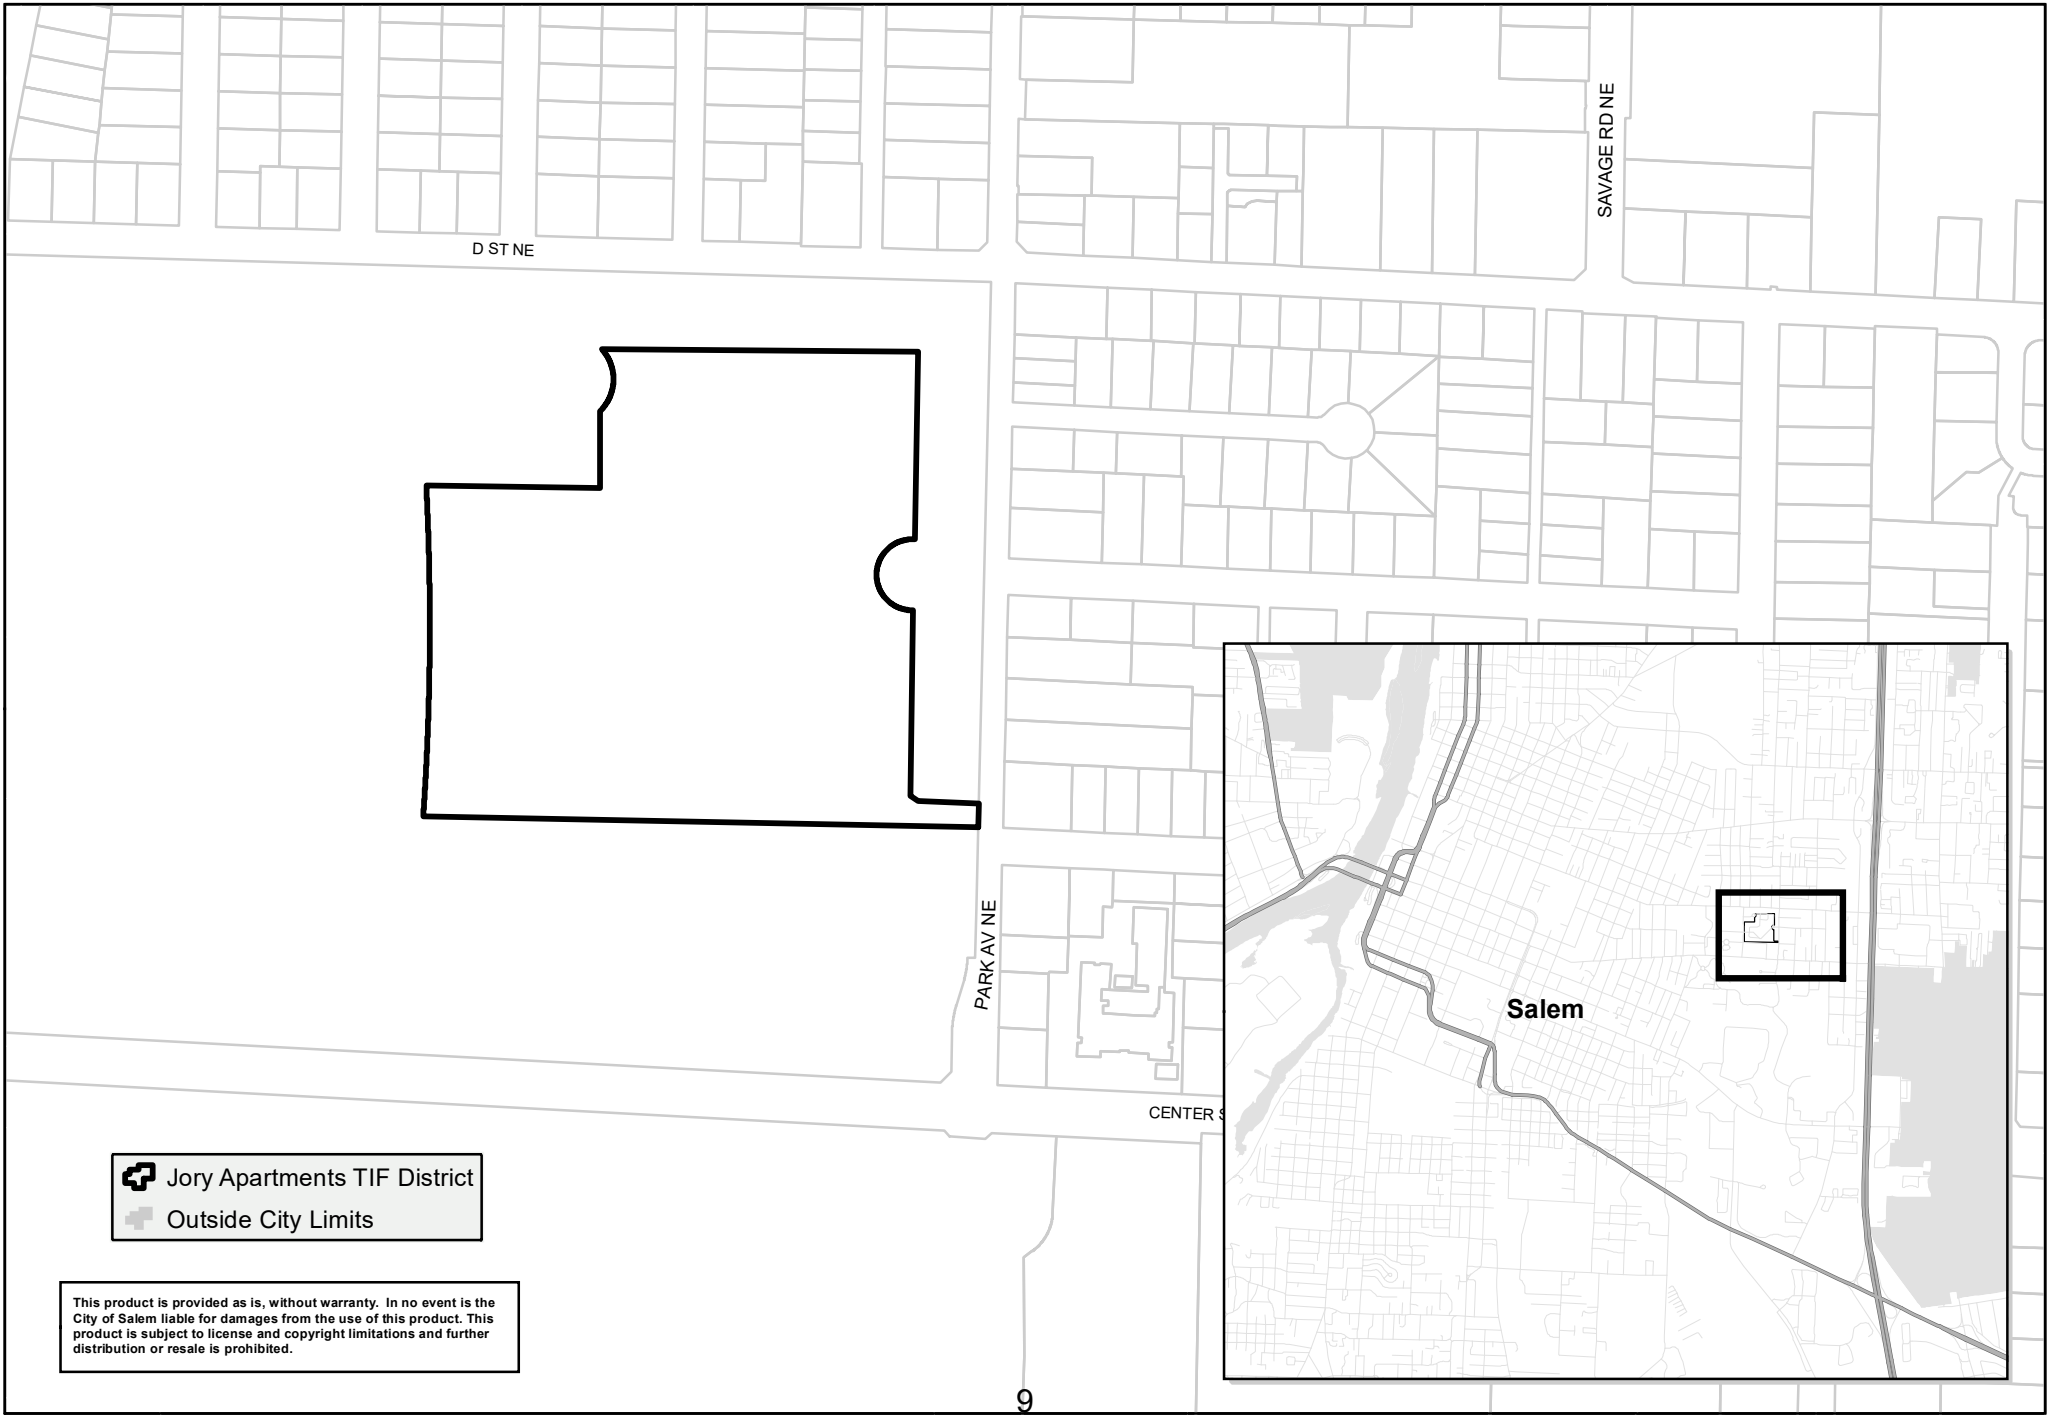 SAVAGE RD NE
D ST NE
PARK AV NE
CENTER S
Salem
Jory Apartments TIF District
Outside City Limits
This product is provided as is, without warranty. In no event is the
City of Salem liable for damages from the use of this product. This
product is subject to license and copyright limitations and further
distribution or resale is prohibited.
9